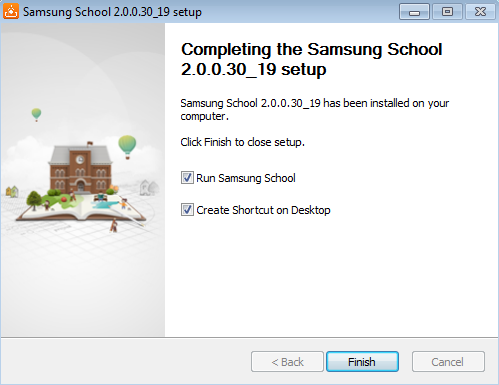 Samsung School 2.0.0.30_19 setup
Completing the Samsung School
2.0.0.30_19 setup
Samsung School 2.0.0.30_19 has been installed on your
computer.
Click Finish to close setup.
Run Samsung School
Create Shortcut on Desktop
< Back
Finish
Cancel